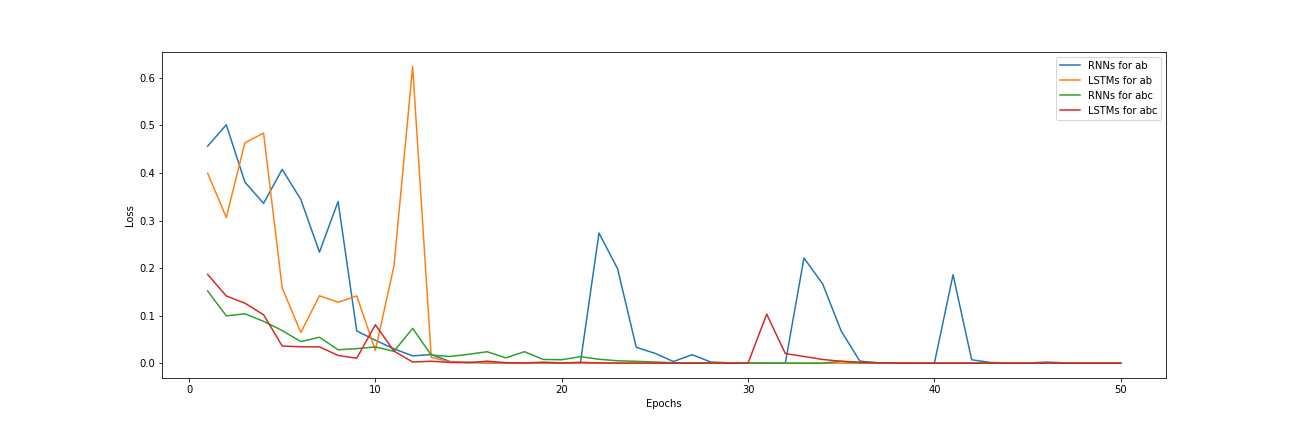 RNNs for ab
LSTMs for ab
RNNs for abc
LSTMs for abc
0.6
0.5
0.4
0.3
0.2
0.1
0.0
Loss
0 10 20 30 40 50
Epochs